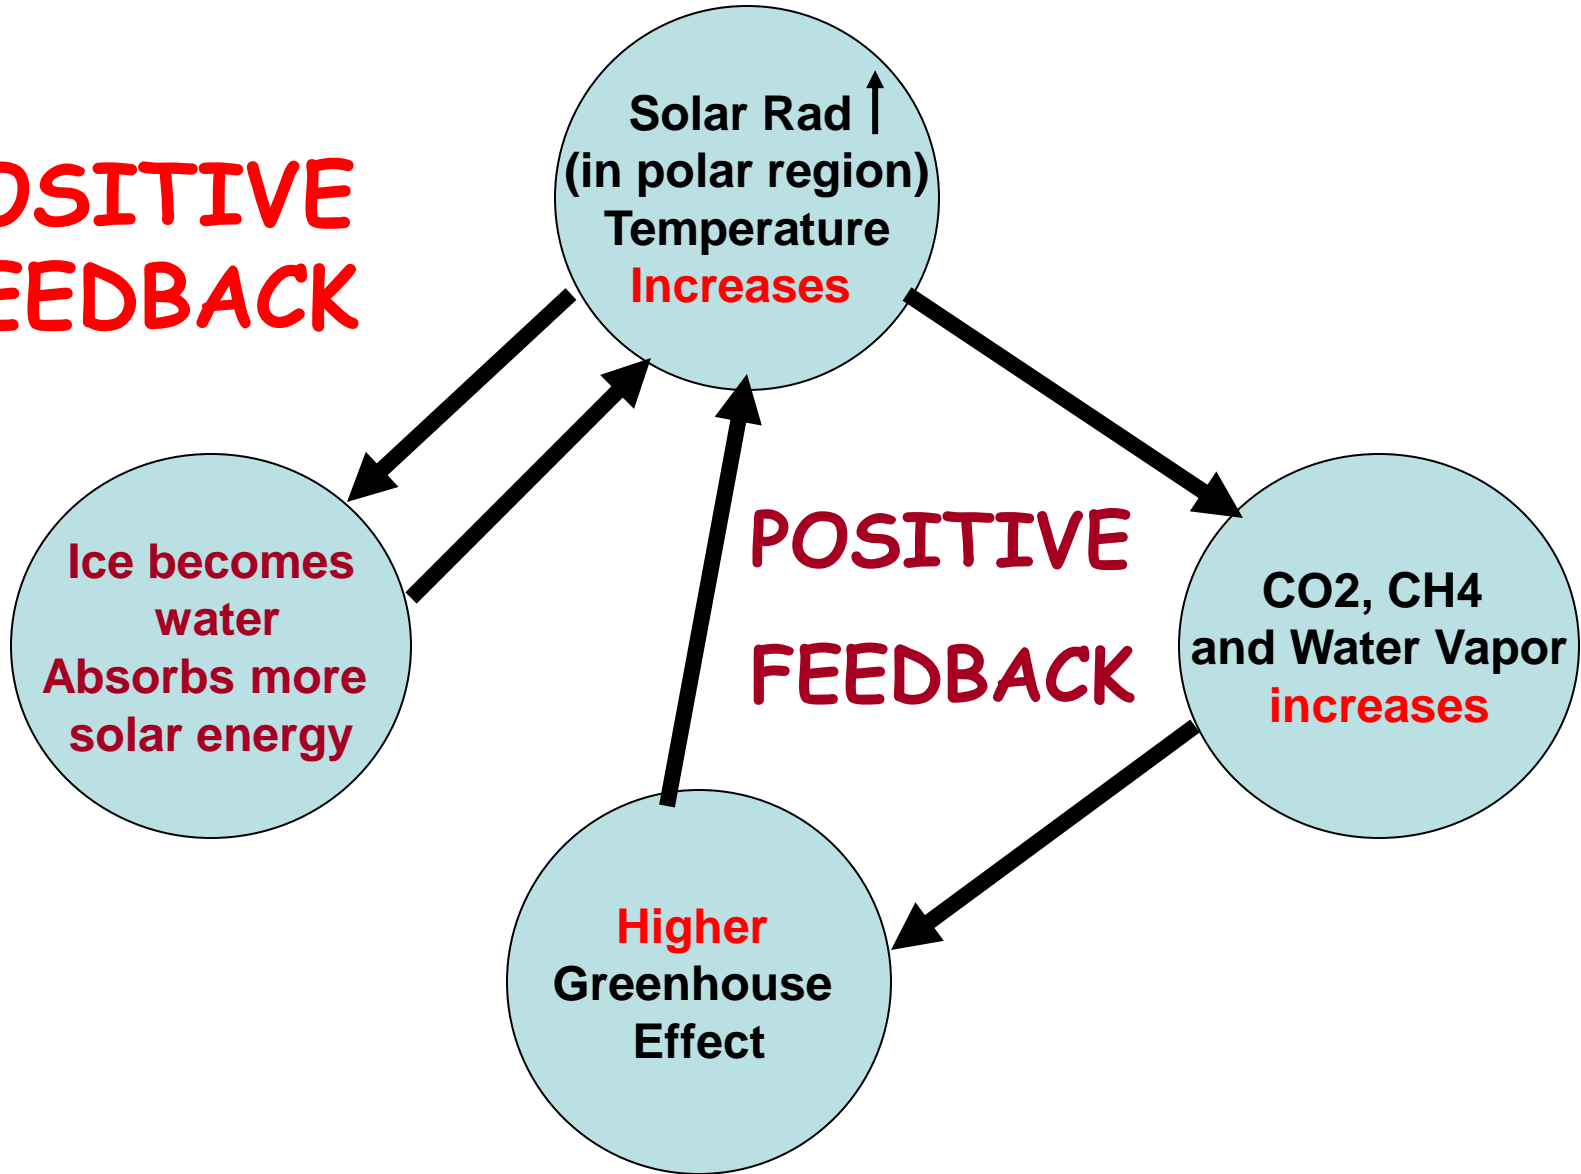 Solar Rad ↑
(in polar region)
Temperature
Increases
OSITIVE
EEDBACK
Ice becomes
water
Absorbs more
solar energy
POSITIVE
FEEDBACK
CO2, CH4
and Water Vapor
increases
Higher
Greenhouse
Effect